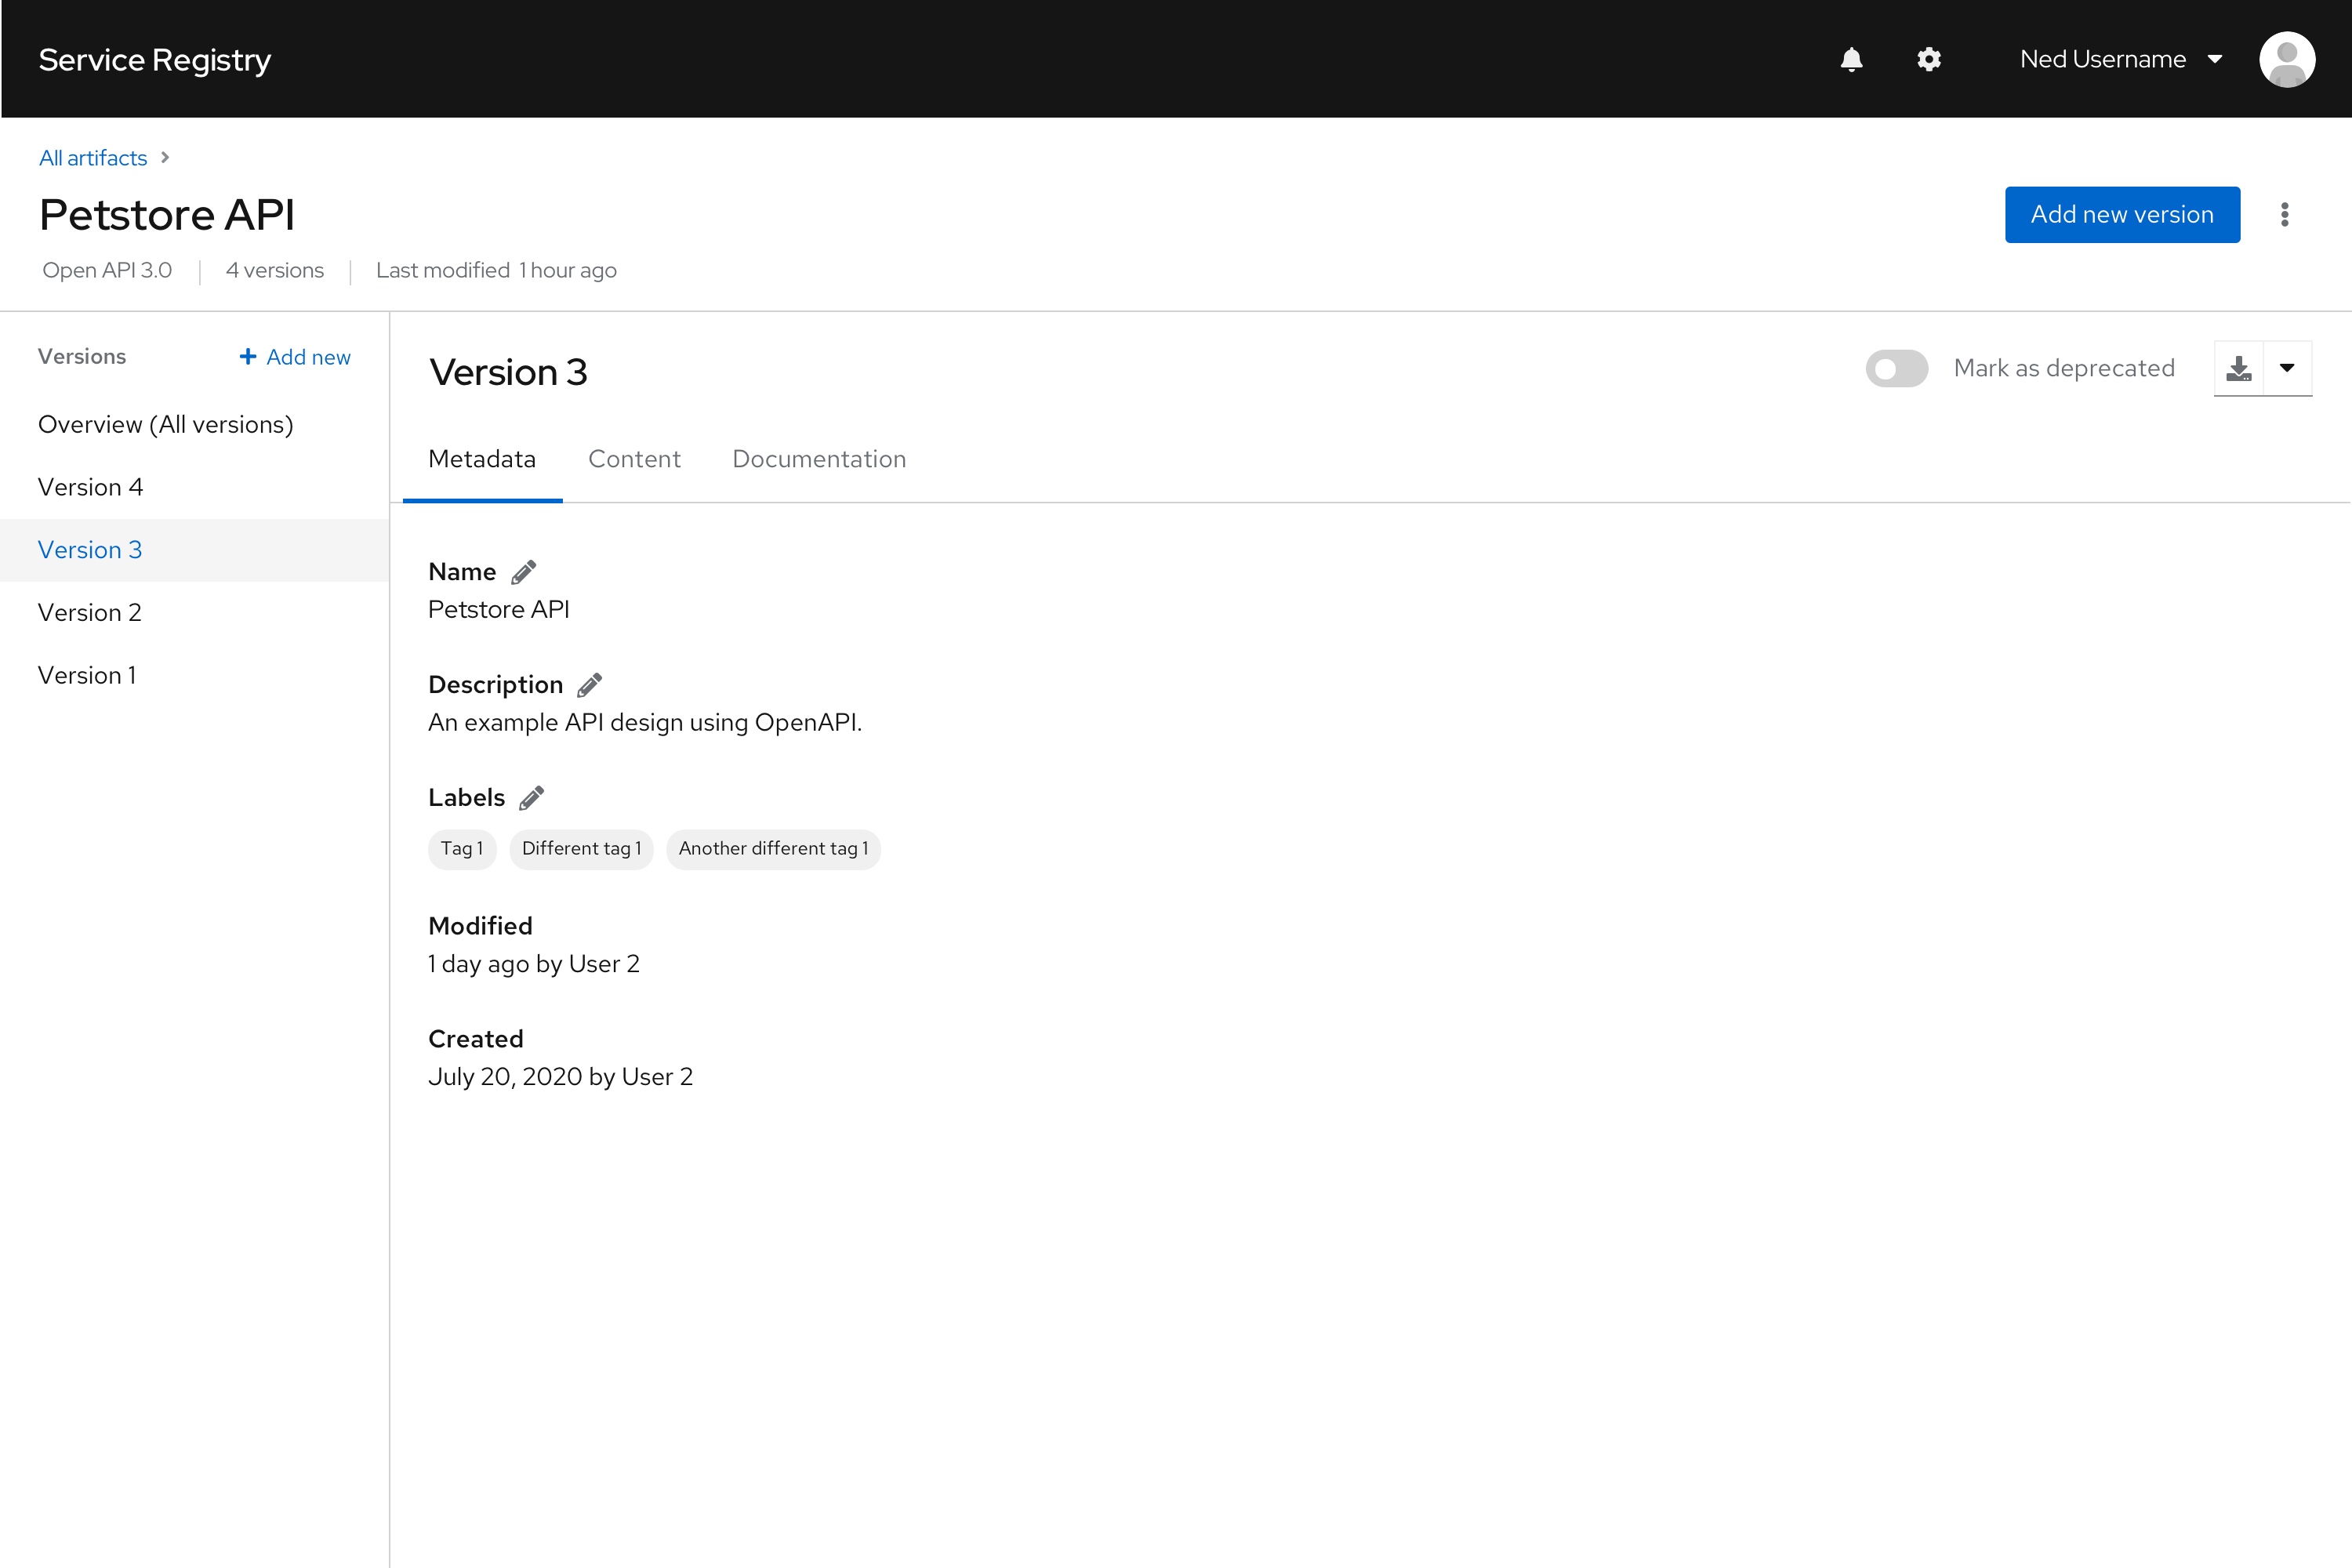 Service Registry
Ned Username
All artifacts
Petstore API
Add new version
Open API 3.0
4 versions
Last modified 1 hour ago
Versions
Add new
Overview (All versions)
Version 4
Version 3
Version 2
Version 1
Version 3
Mark as deprecated
Metadata
Content
Documentation
Name
Petstore API
Description
An example API design using OpenAPI.
Labels
Tag 1
Different tag 1
Another different tag 1
Modified
1 day ago by User 2
Created
July 20, 2020 by User 2